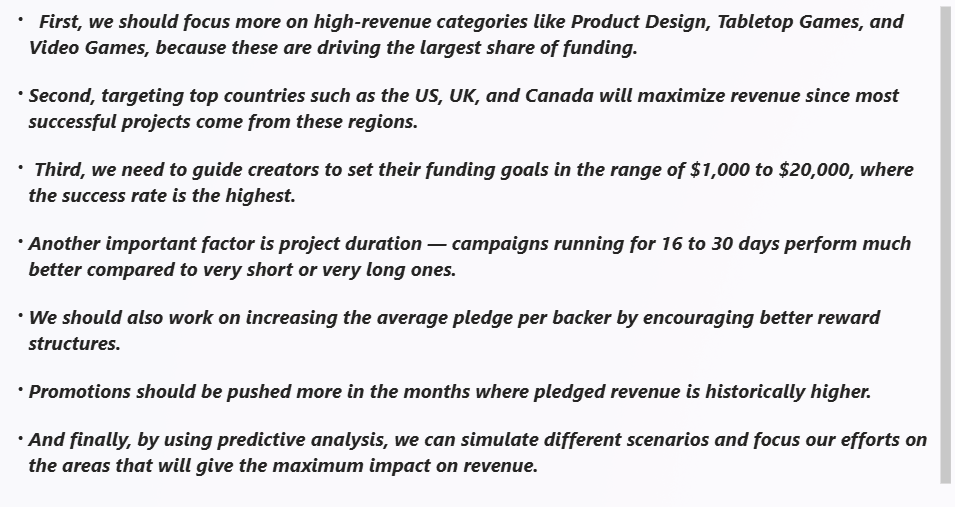 • First, we should focus more on high-revenue categories like Product Design, Tabletop Games, and
Video Games, because these are driving the largest share of funding.
• Second, targeting top countries such as the US, UK, and Canada will maximize revenue since most
successful projects come from these regions.
• Third, we need to guide creators to set their funding goals in the range of $1,000 to $20,000, where
the success rate is the highest.
• Another important factor is project duration — campaigns running for 16 to 30 days perform much
better compared to very short or very long ones.
• We should also work on increasing the average pledge per backer by encouraging better reward
structures.
• Promotions should be pushed more in the months where pledged revenue is historically higher.
• And finally, by using predictive analysis, we can simulate different scenarios and focus our efforts on
the areas that will give the maximum impact on revenue.